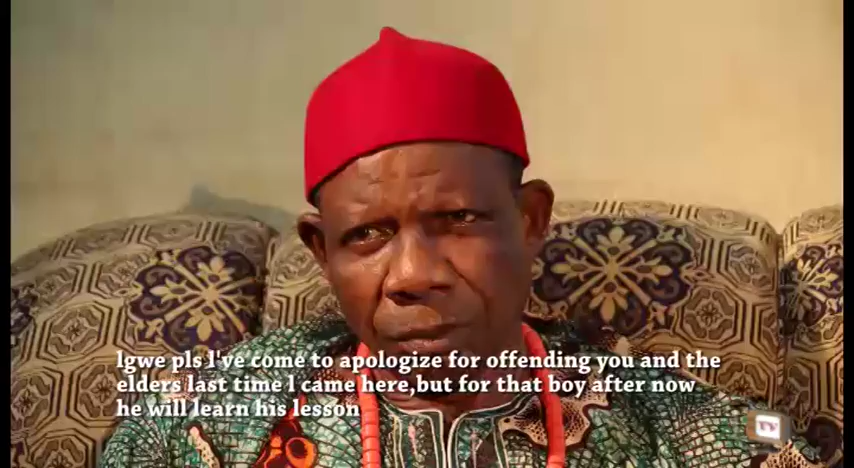 lgwe pls l've come to apologize for offending you and the
elders last time l came here,but for that boy after now
he will learn his lesson
TV